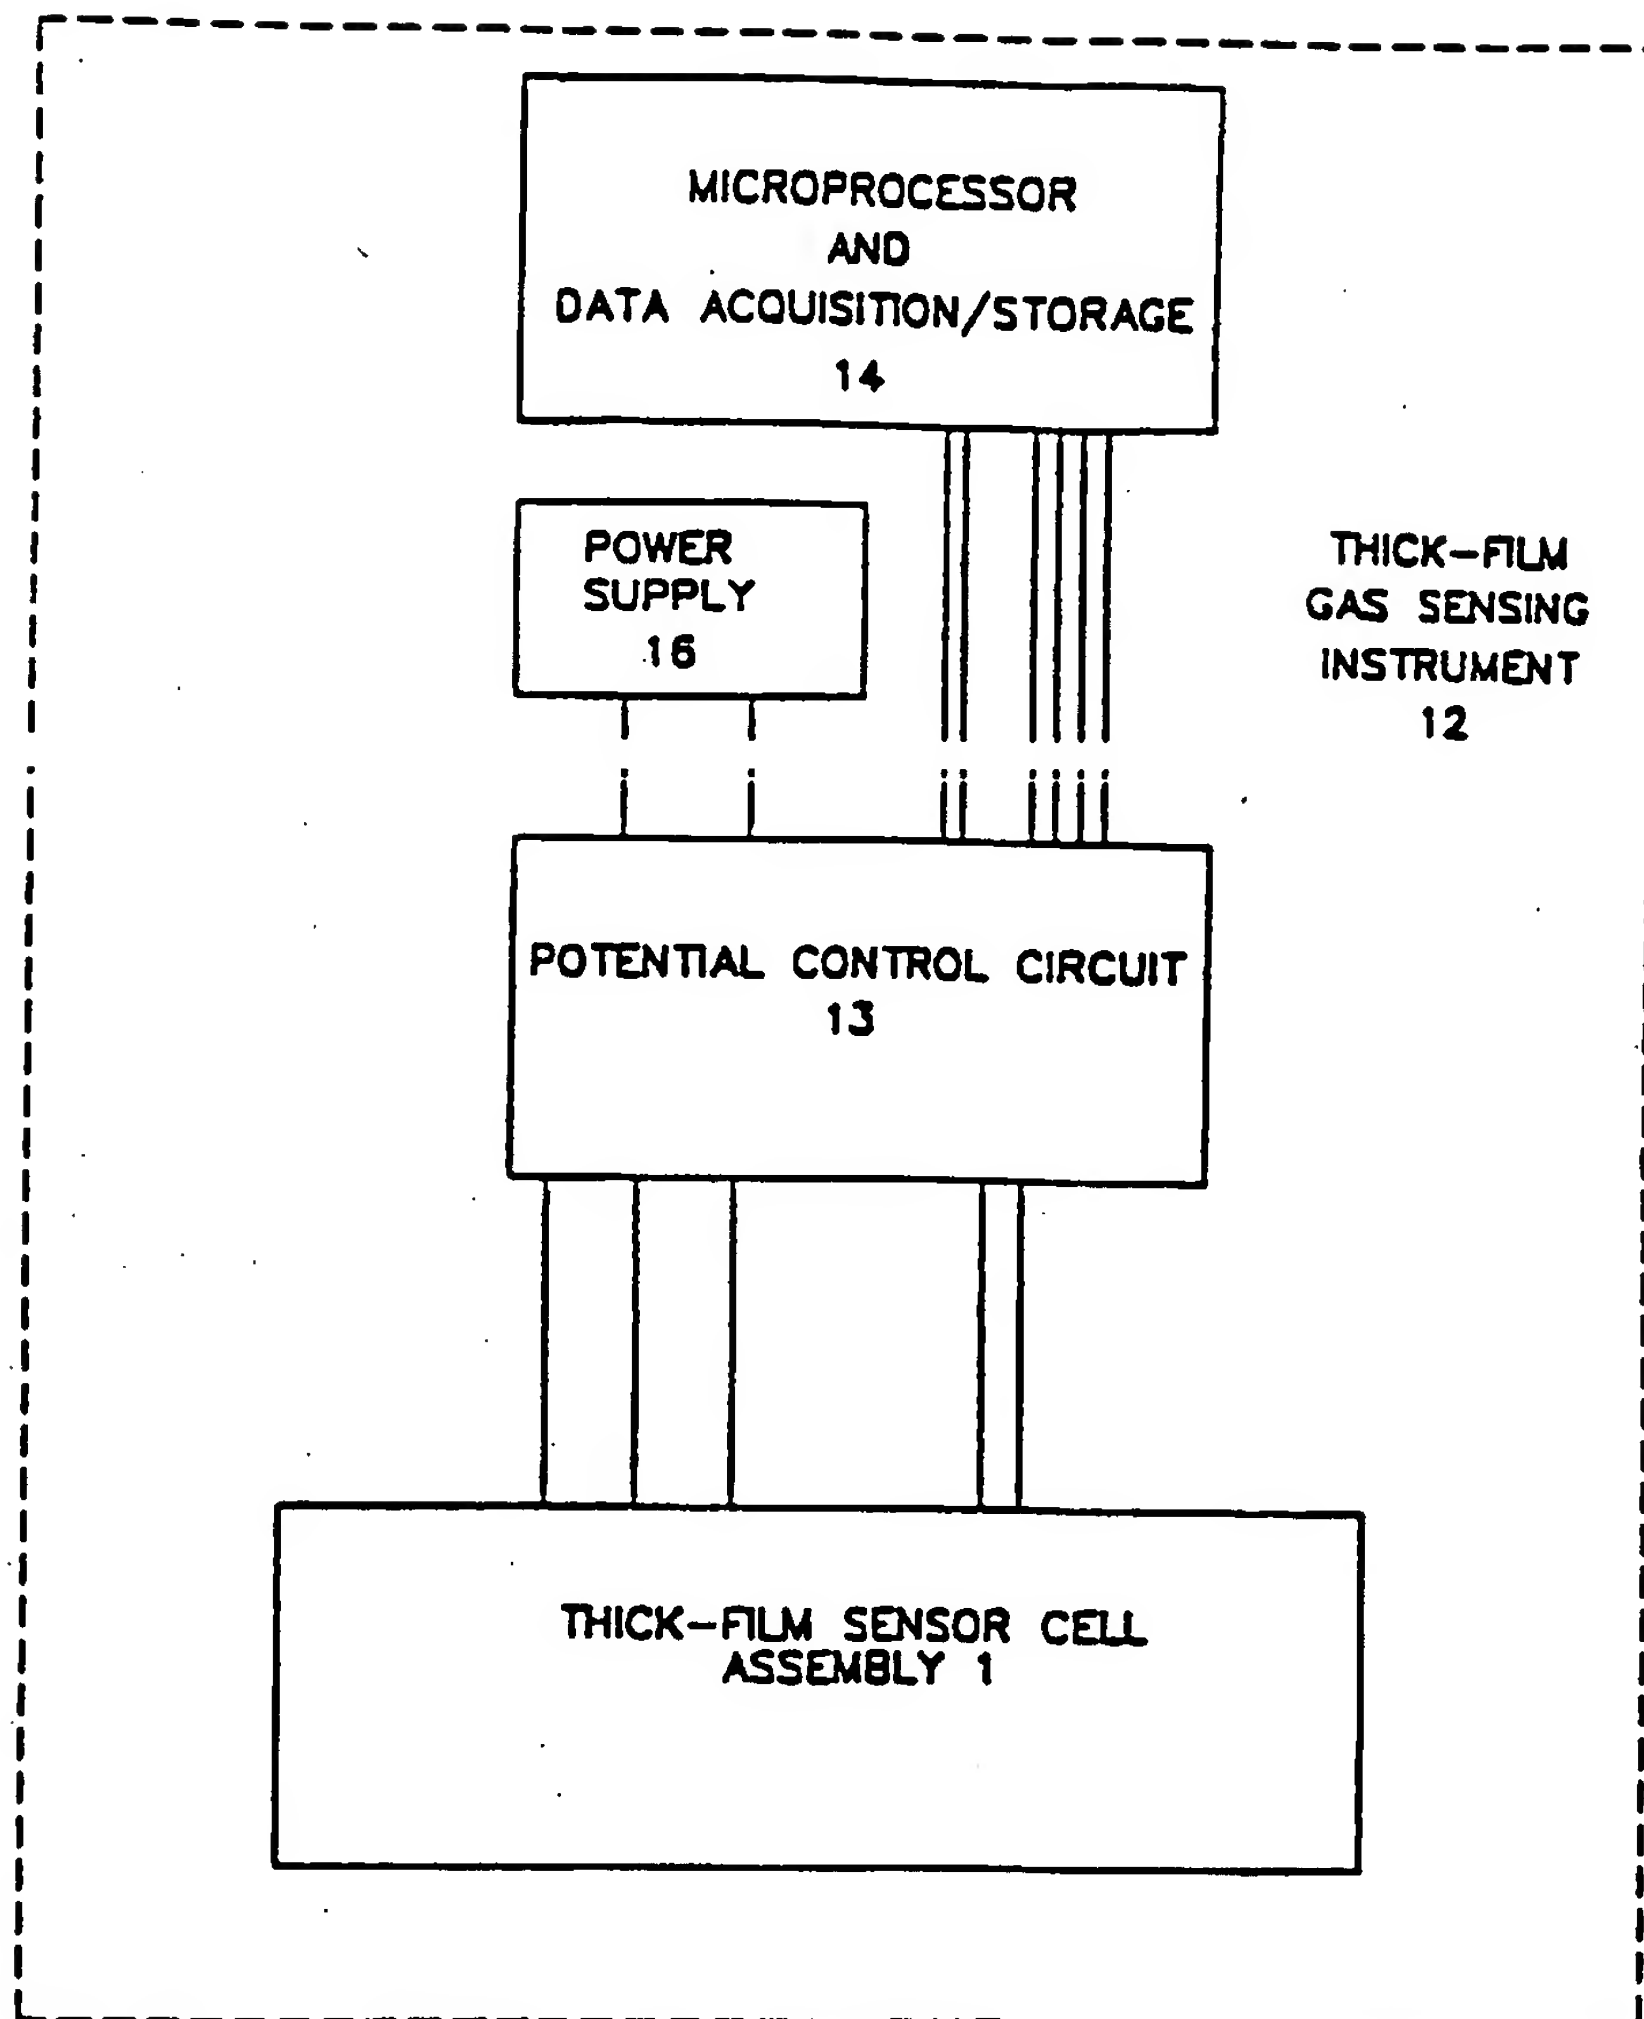 MICROPROCESSOR
AND
DATA ACQUISITION/STORAGE
14
POWER
SUPPLY
16
THICK-FILM
GAS SENSING
INSTRUMENT
12
POTENTIAL CONTROL CIRCUIT
13
THICK-FILM SENSOR CELL
ASSEMBLY 1